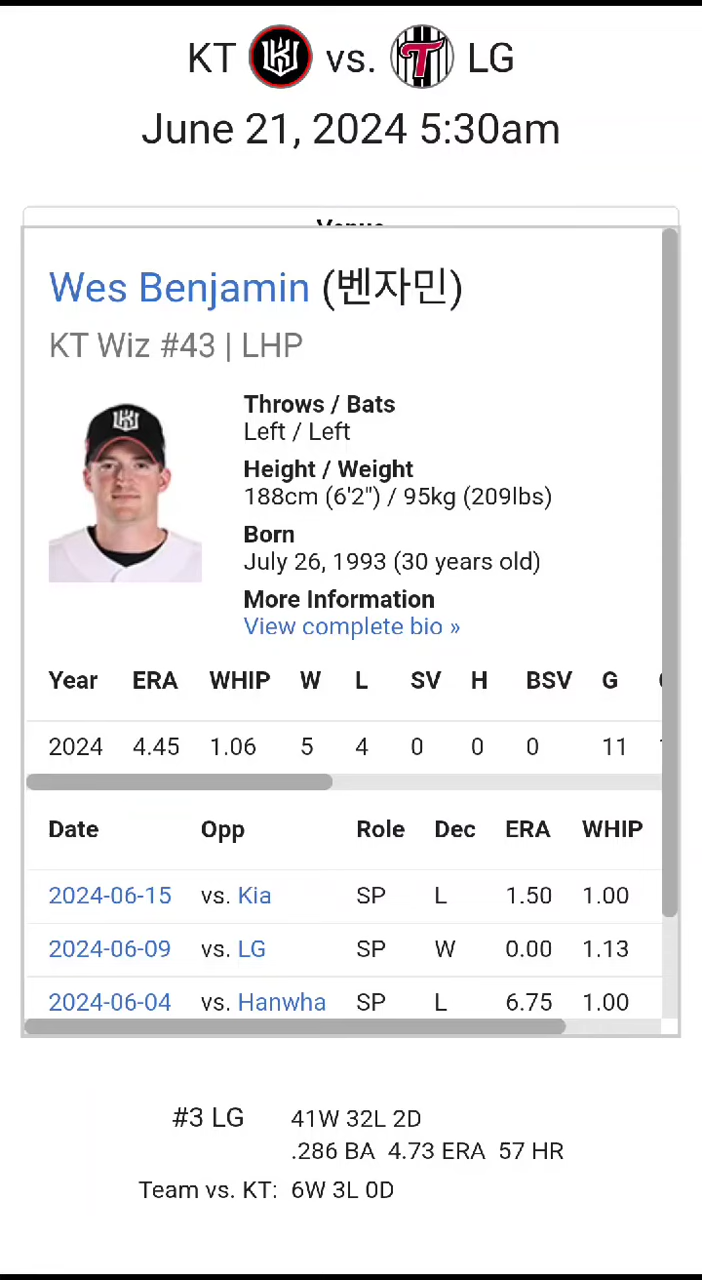 KT vs. LG
June 21, 2024 5:30am
Venue
Wes Benjamin (벤자민)
KT Wiz #43 | LHP
Throws / Bats
Left / Left
Height / Weight
188cm (6'2") / 95kg (209lbs)
Born
July 26, 1993 (30 years old)
More Information
View complete bio »
Year ERA WHIP W L SV H BSV G
2024 4.45 1.06 5 4 0 0 0 11
Date Opp Role Dec ERA WHIP
2024-06-15 vs. Kia SP L 1.50 1.00
2024-06-09 vs. LG SP W 0.00 1.13
2024-06-04 vs. Hanwha SP L 6.75 1.00
#3 LG 41W 32L 2D
.286 BA 4.73 ERA 57 HR
Team vs. KT: 6W 3L 0D